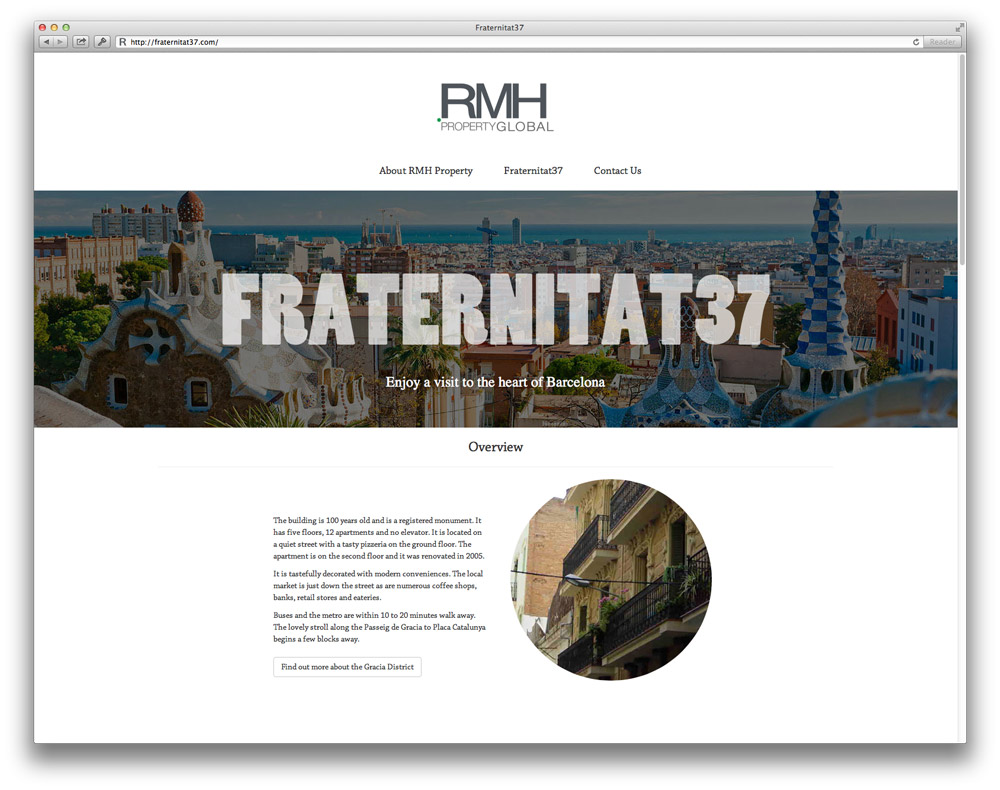 Fraternitat37
R http://fraternitat37.com/
Reader
RMH
PROPERTYGLOBAL
About RMH Property
Fraternitat37
Contact Us
FRATERNITAT37
Enjoy a visit to the heart of Barcelona
Overview
The building is 100 years old and is a registered monument. It
has five floors, 12 apartments and no elevator. It is located on
a quiet street with a tasty pizzeria on the ground floor. The
apartment is on the second floor and it was renovated in 2005.
It is tastefully decorated with modern conveniences. The local
market is just down the street as are numerous coffee shops,
banks, retail stores and eateries.
Buses and the metro are within 10 to 20 minutes walk away.
The lovely stroll along the Passeig de Gracia to Placa Catalunya
begins a few blocks away.
Find out more about the Gracia District